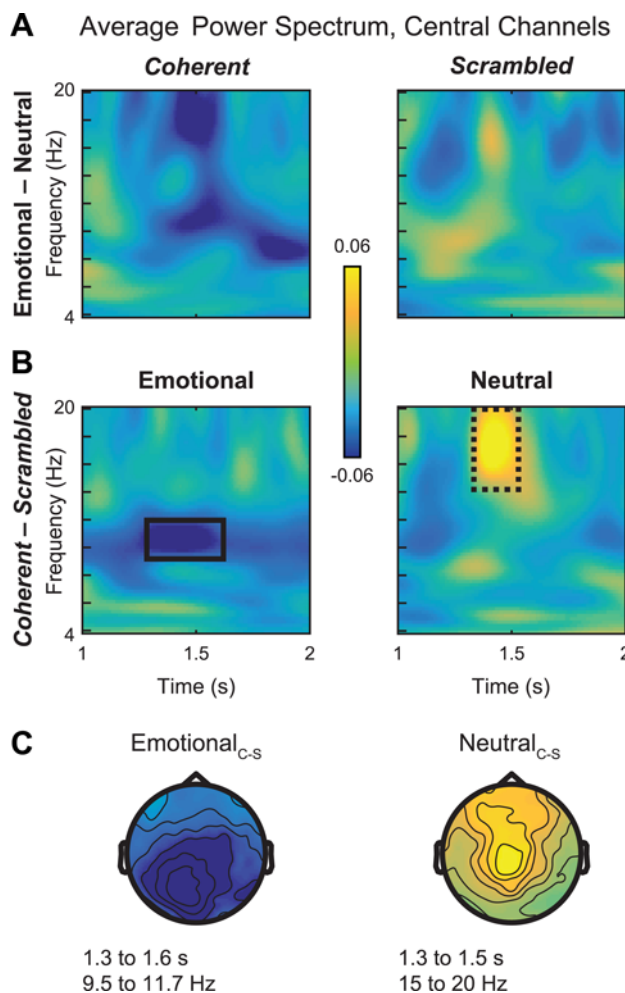 A Average Power Spectrum, Central Channels
Coherent Scrambled
Emotional – Neutral
Frequency (Hz)
20
4
0.06
-0.06
B Emotional Neutral
Coherent – Scrambled
Frequency (Hz)
20
4
1 1.5 2 1 1.5 2
Time (s) Time (s)
C EmotionalC-S NeutralC-S
1.3 to 1.6 s 1.3 to 1.5 s
9.5 to 11.7 Hz 15 to 20 Hz